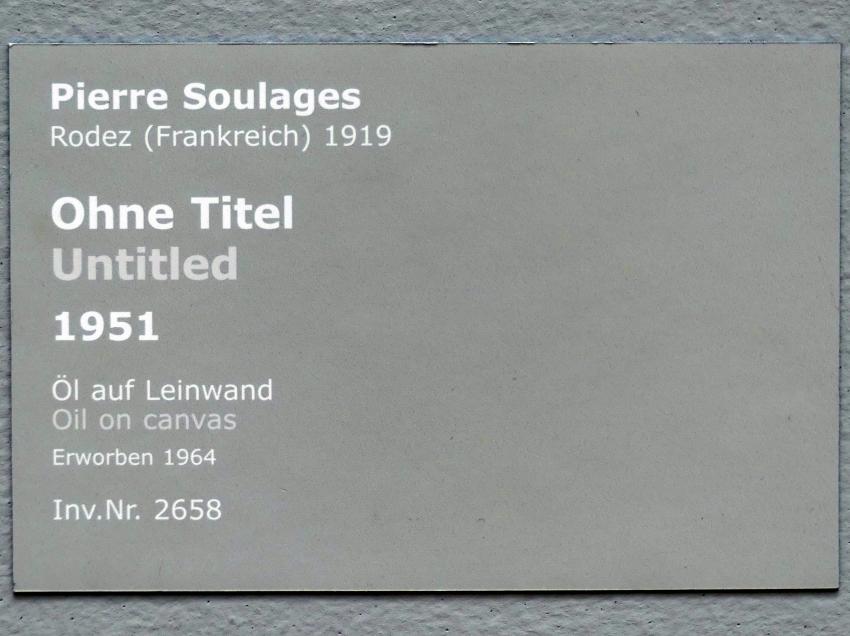 Pierre Soulages
Rodez (Frankreich) 1919
Ohne Titel
Untitled
1951
Öl auf Leinwand
Oil on canvas
Erworben 1964
Inv.Nr. 2658